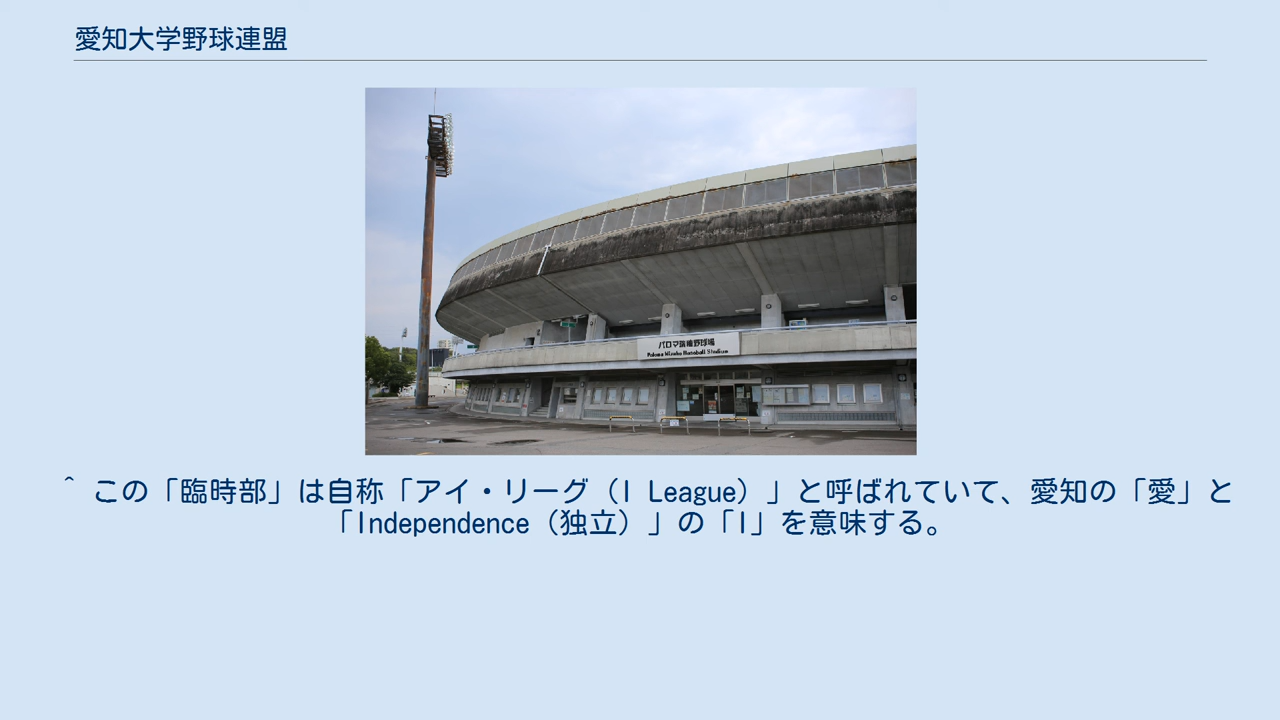 愛知大学野球連盟
パロマ瑞穂野球場
Paloma Mizuho Baseball Stadium
^ この「臨時部」は自称「アイ・リーグ（I League）」と呼ばれていて、愛知の「愛」と
「Independence（独立）」の「I」を意味する。